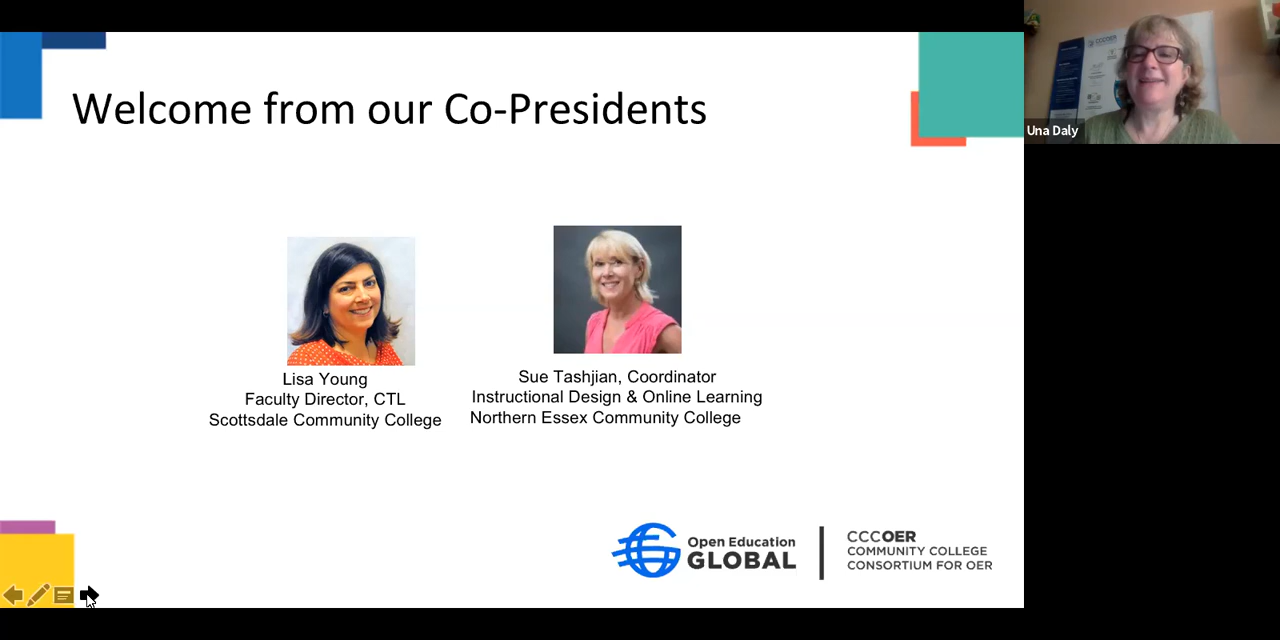 Welcome from our Co-Presidents
Una Daly
Lisa Young
Faculty Director, CTL
Scottsdale Community College
Sue Tashjian, Coordinator
Instructional Design & Online Learning
Northern Essex Community College
Open Education
GLOBAL
CCCOER
COMMUNITY COLLEGE
CONSORTIUM FOR OER